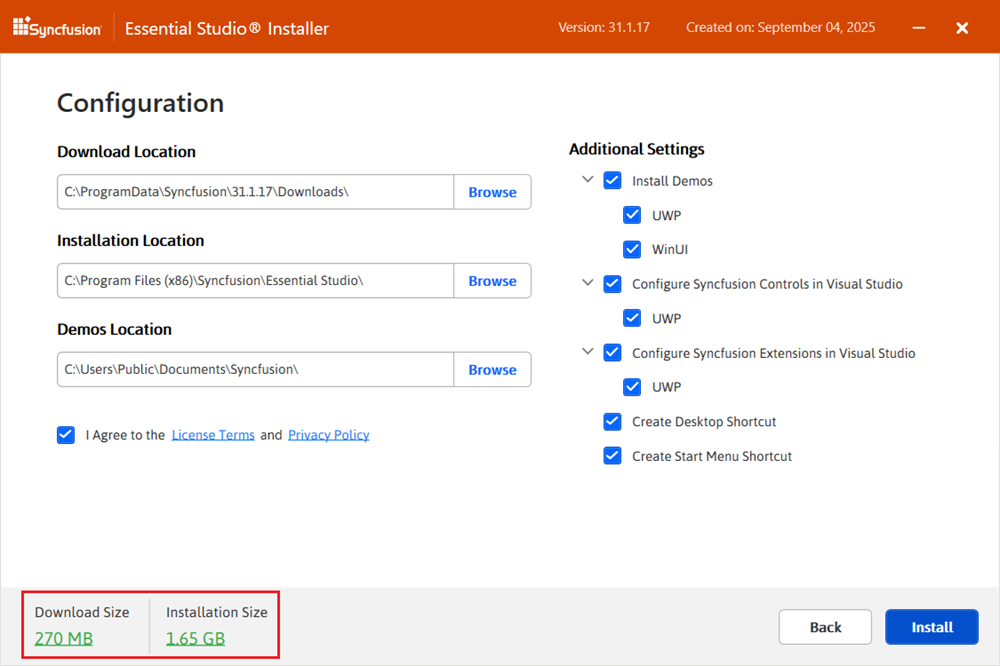 Syncfusion Essential Studio® Installer Version: 31.1.17 Created on: September 04, 2025
Configuration
Download Location
C:\ProgramData\Syncfusion\31.1.17\Downloads\ Browse
Installation Location
C:\Program Files (x86)\Syncfusion\Essential Studio\ Browse
Demos Location
C:\Users\Public\Documents\Syncfusion\ Browse
I Agree to the License Terms and Privacy Policy
Additional Settings
Install Demos
UWP
WinUI
Configure Syncfusion Controls in Visual Studio
UWP
Configure Syncfusion Extensions in Visual Studio
UWP
Create Desktop Shortcut
Create Start Menu Shortcut
Download Size
270 MB
Installation Size
1.65 GB
Back
Install